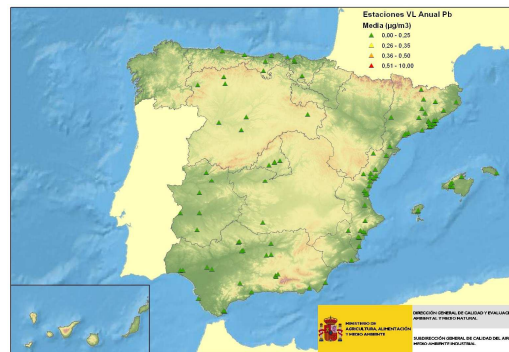 Estaciones VL Anual Pb
Media (µg/m3)
0,00 - 0,25
0,26 - 0,35
0,36 - 0,50
0,51 - 10,00
MINISTERIO DE
AGRICULTURA, ALIMENTACIÓN
Y MEDIO AMBIENTE
DIRECCIÓN GENERAL DE CALIDAD Y EVALUAC
AMBIENTAL Y MEDIO NATURAL
SUBDIRECCIÓN GENERAL DE CALIDAD DEL AIR
MEDIO AMBIENTE INDUSTRIAL